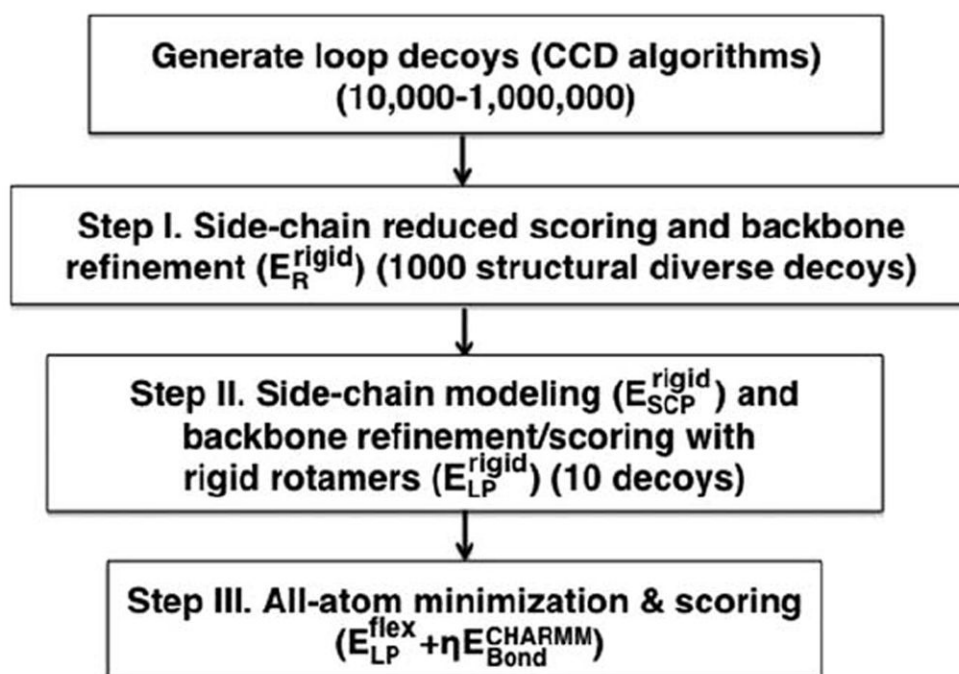 Generate loop decoys (CCD algorithms)
(10,000-1,000,000)
Step I. Side-chain reduced scoring and backbone
refinement (E_R^rigid) (1000 structural diverse decoys)
Step II. Side-chain modeling (E_SCP^rigid) and
backbone refinement/scoring with
rigid rotamers (E_LP^rigid) (10 decoys)
Step III. All-atom minimization & scoring
(E_LP^flex+ηE_Bond^CHARMM)